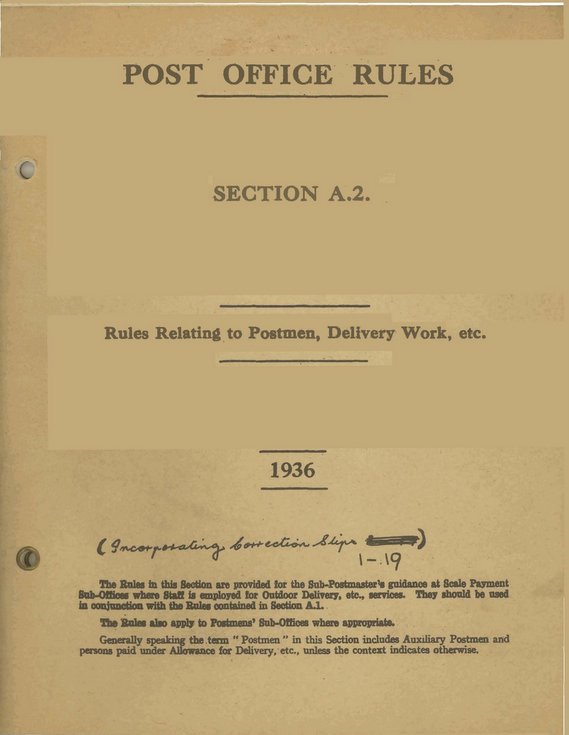 POST OFFICE RULES
SECTION A.2.
Rules Relating to Postmen, Delivery Work, etc.
1936
(Incorporating Correction Slips
1-19
The Rules in this Section are provided for the Sub-Postmaster's guidance at Scale Payment
Sub-Offices where Staff is employed for Outdoor Delivery, etc., services. They should be used
in conjunction with the Rules contained in Section A.1.
The Rules also apply to Postmens' Sub-Offices where appropriate.
Generally speaking the term " Postmen " in this Section includes Auxiliary Postmen and
persons paid under Allowance for Delivery, etc., unless the context indicates otherwise.